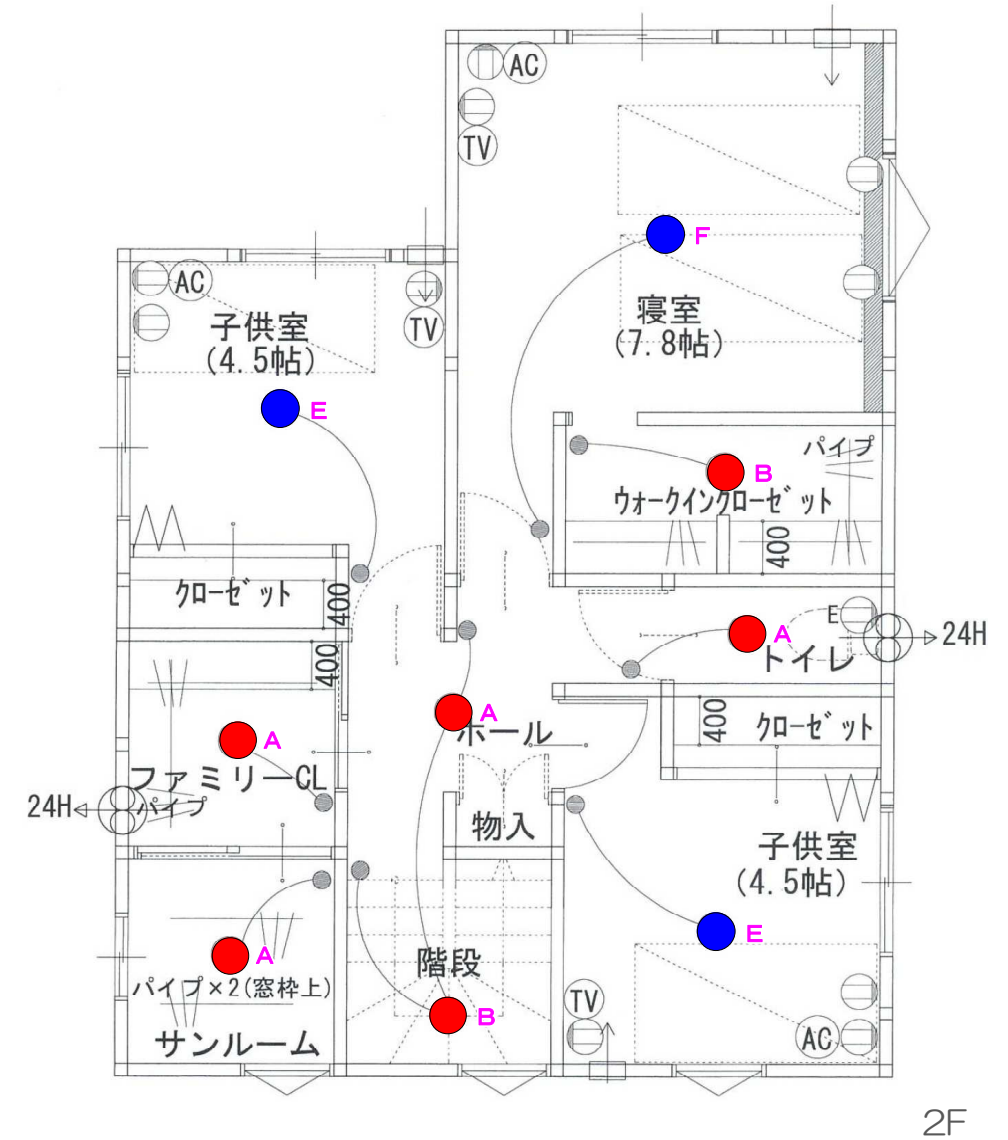 AC
TV
F
AC
子供室
(4.5帖)
TV
寝室
(7.8帖)
E
パイプ
B
ウォークインクローゼット
400
クローゼット
400
400
E
A
トイレ
24H
A
ホール
400
クローゼット
A
ファミリーCL
パイプ
24H
物入
子供室
(4.5帖)
E
A
階段
パイプ×2(窓枠上)
B
サンルーム
TV
AC
2F